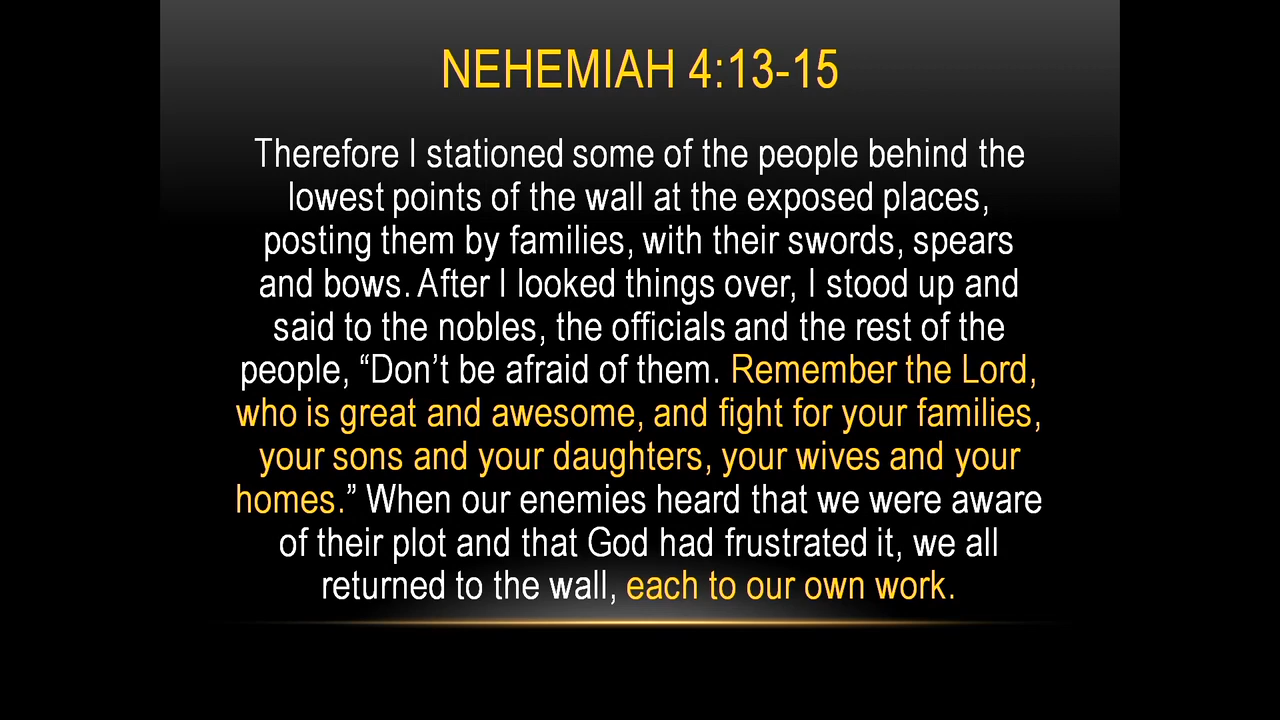 NEHEMIAH 4:13-15
Therefore I stationed some of the people behind the
lowest points of the wall at the exposed places,
posting them by families, with their swords, spears
and bows. After I looked things over, I stood up and
said to the nobles, the officials and the rest of the
people, “Don’t be afraid of them. Remember the Lord,
who is great and awesome, and fight for your families,
your sons and your daughters, your wives and your
homes.” When our enemies heard that we were aware
of their plot and that God had frustrated it, we all
returned to the wall, each to our own work.